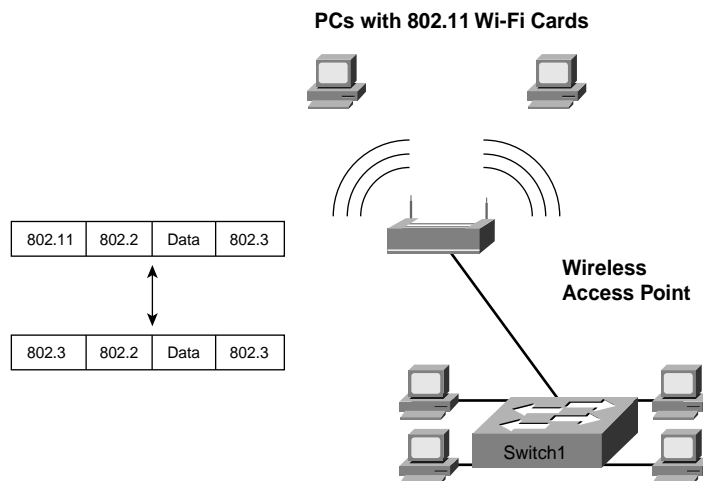 PCs with 802.11 Wi-Fi Cards
802.11 802.2 Data 802.3
Wireless
Access Point
802.3 802.2 Data 802.3
Switch1